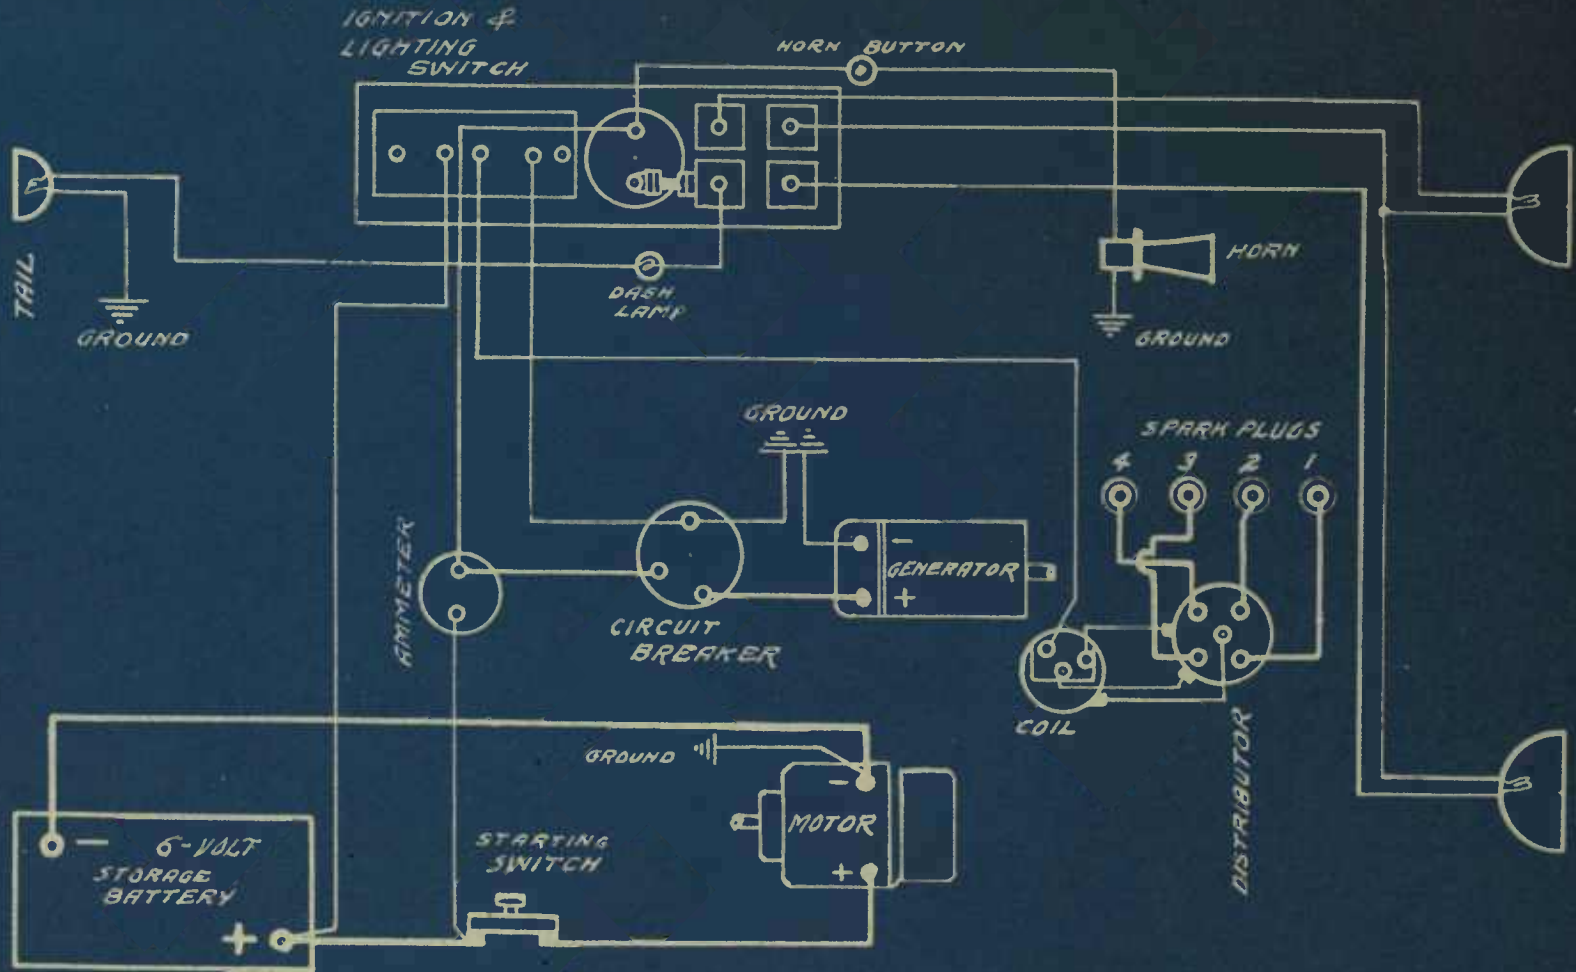 IGNITION &
LIGHTING
SWITCH
HORN BUTTON
TAIL
GROUND
DASH
LAMP
HORN
GROUND
GROUND
SPARK PLUGS
4 3 2 1
AMMETER
CIRCUIT
BREAKER
-
GENERATOR
+
COIL
DISTRIBUTOR
GROUND
-
MOTOR
+
- 6-VOLT
STORAGE
BATTERY
+
STARTING
SWITCH